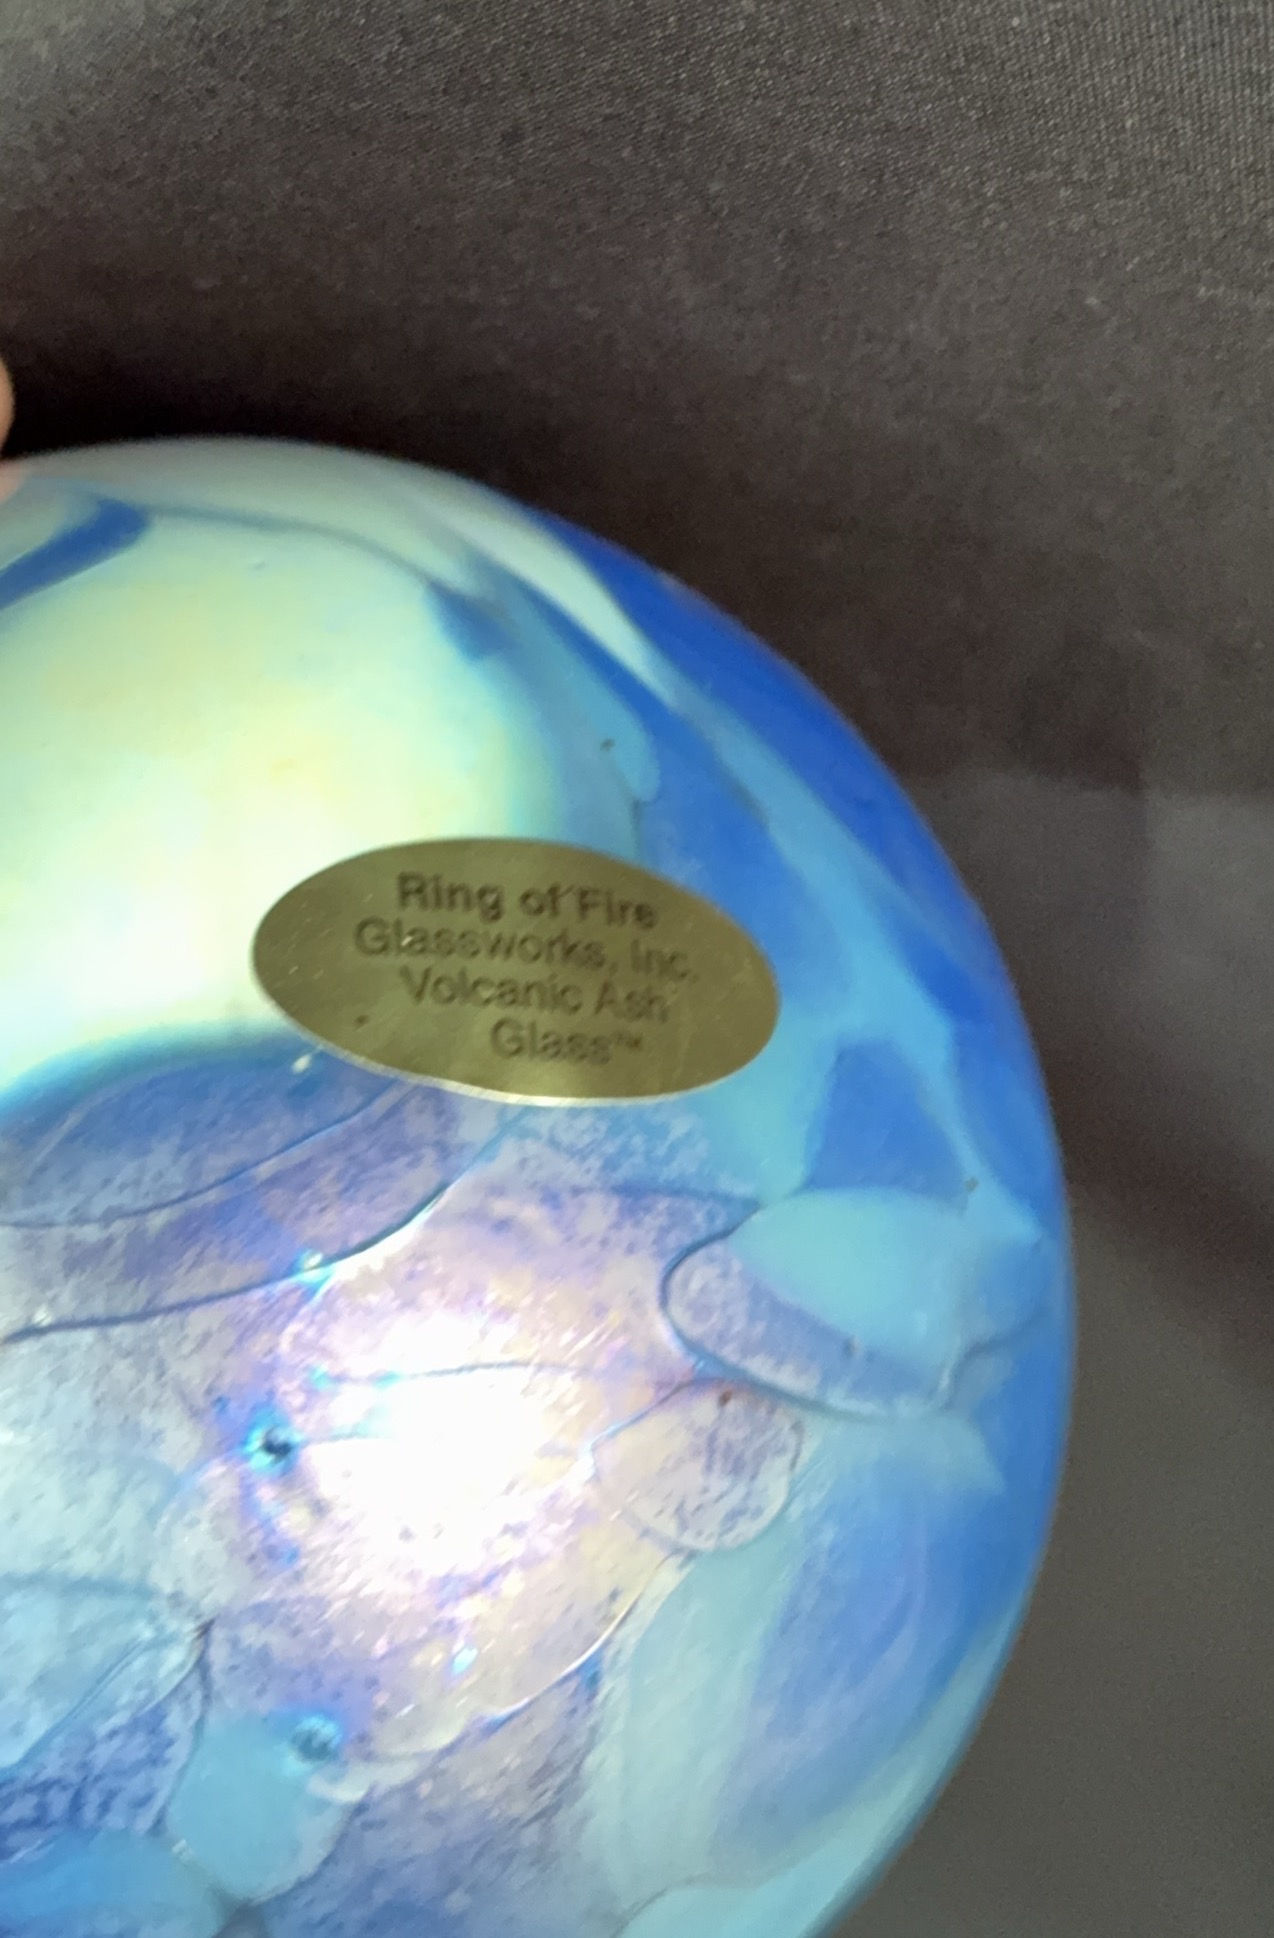 Ring of Fire
Glassworks, Inc.
Volcanic Ash
Glass™